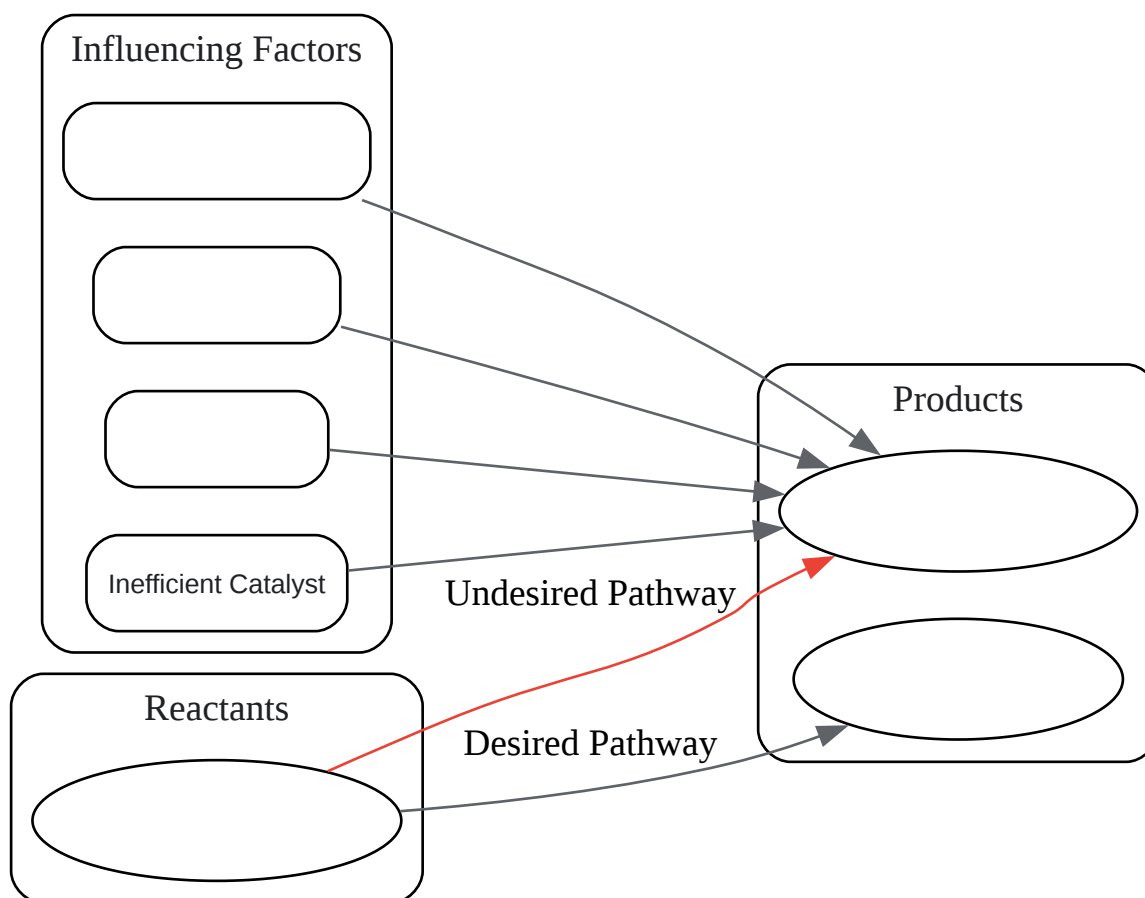 Influencing Factors
Products
Inefficient Catalyst
Undesired Pathway
Reactants
Desired Pathway